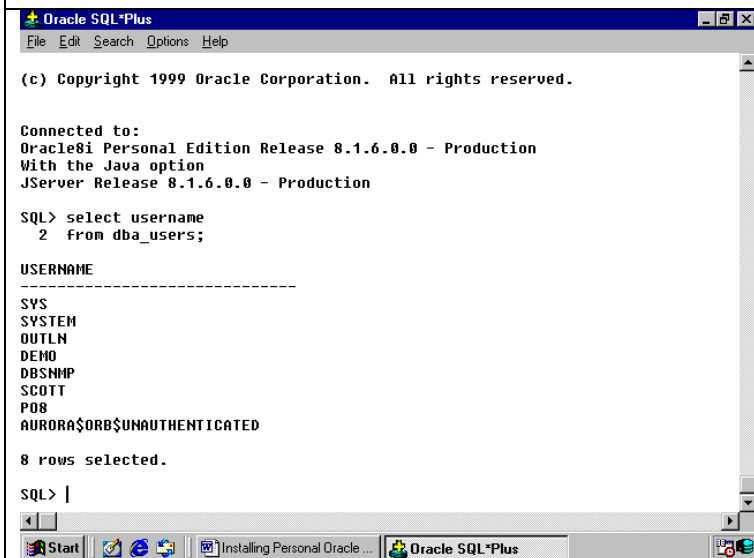 Oracle SQL*Plus
File Edit Search Options Help
(c) Copyright 1999 Oracle Corporation.  All rights reserved.
Connected to:
Oracle8i Personal Edition Release 8.1.6.0.0 - Production
With the Java option
JServer Release 8.1.6.0.0 - Production
SQL> select username
  2  from dba_users;
USERNAME
------------------------------
SYS
SYSTEM
OUTLN
DEMO
DBSNMP
SCOTT
PO8
AURORA$ORB$UNAUTHENTICATED
8 rows selected.
SQL>
Start Installing Personal Oracle ... Oracle SQL*Plus